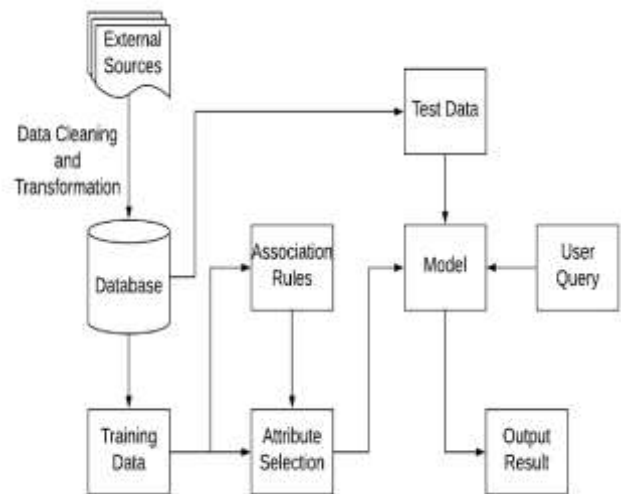 External
Sources
Test Data
Data Cleaning
and
Transformation
Database
Association
Rules
Model
User
Query
Training
Data
Attribute
Selection
Output
Result